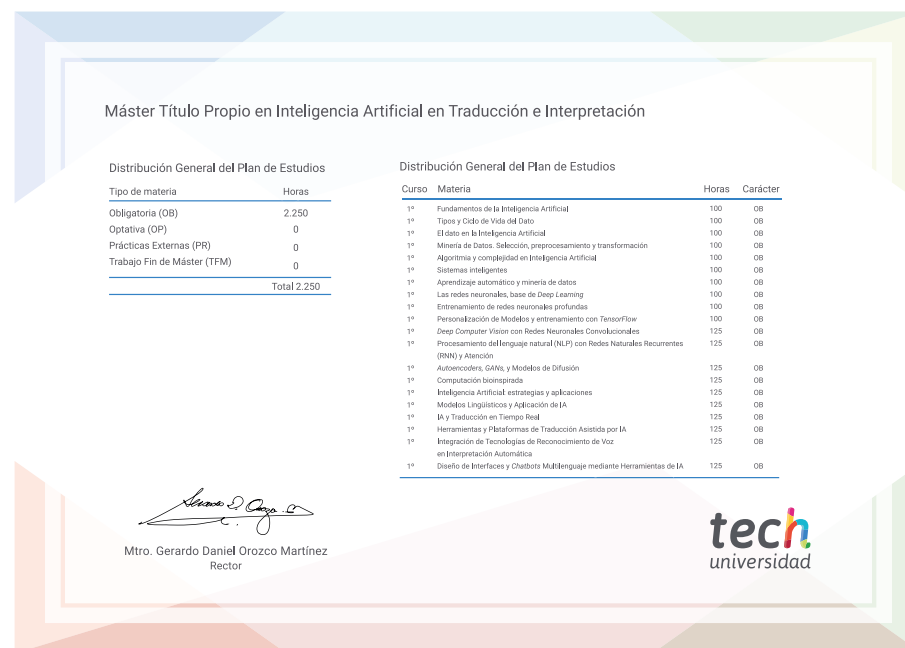 Máster Título Propio en Inteligencia Artificial en Traducción e Interpretación
Distribución General del Plan de Estudios
Tipo de materia Horas
Obligatoria (OB) 2.250
Optativa (OP) 0
Prácticas Externas (PR) 0
Trabajo Fin de Máster (TFM) 0
Total 2.250
Distribución General del Plan de Estudios
Curso Materia Horas Carácter
1º Fundamentos de la Inteligencia Artificial 100 OB
1º Tipos y Ciclo de Vida del Dato 100 OB
1º El dato en la Inteligencia Artificial 100 OB
1º Minería de Datos. Selección, preprocesamiento y transformación 100 OB
1º Algoritmia y complejidad en Inteligencia Artificial 100 OB
1º Sistemas inteligentes 100 OB
1º Aprendizaje automático y minería de datos 100 OB
1º Las redes neuronales, base de Deep Learning 100 OB
1º Entrenamiento de redes neuronales profundas 100 OB
1º Personalización de Modelos y entrenamiento con TensorFlow 100 OB
1º Deep Computer Vision con Redes Neuronales Convolucionales 125 OB
1º Procesamiento del lenguaje natural (NLP) con Redes Naturales Recurrentes 125 OB
(RNN) y Atención
1º Autoencoders, GANs, y Modelos de Difusión 125 OB
1º Computación bioinspirada 125 OB
1º Inteligencia Artificial: estrategias y aplicaciones 125 OB
1º Modelos Lingüísticos y Aplicación de IA 125 OB
1º IA y Traducción en Tiempo Real 125 OB
1º Herramientas y Plataformas de Traducción Asistida por IA 125 OB
1º Integración de Tecnologías de Reconocimiento de Voz 125 OB
en Interpretación Automática
1º Diseño de Interfaces y Chatbots Multilenguaje mediante Herramientas de IA 125 OB
Mtro. Gerardo Daniel Orozco Martínez
Rector
tech
universidad